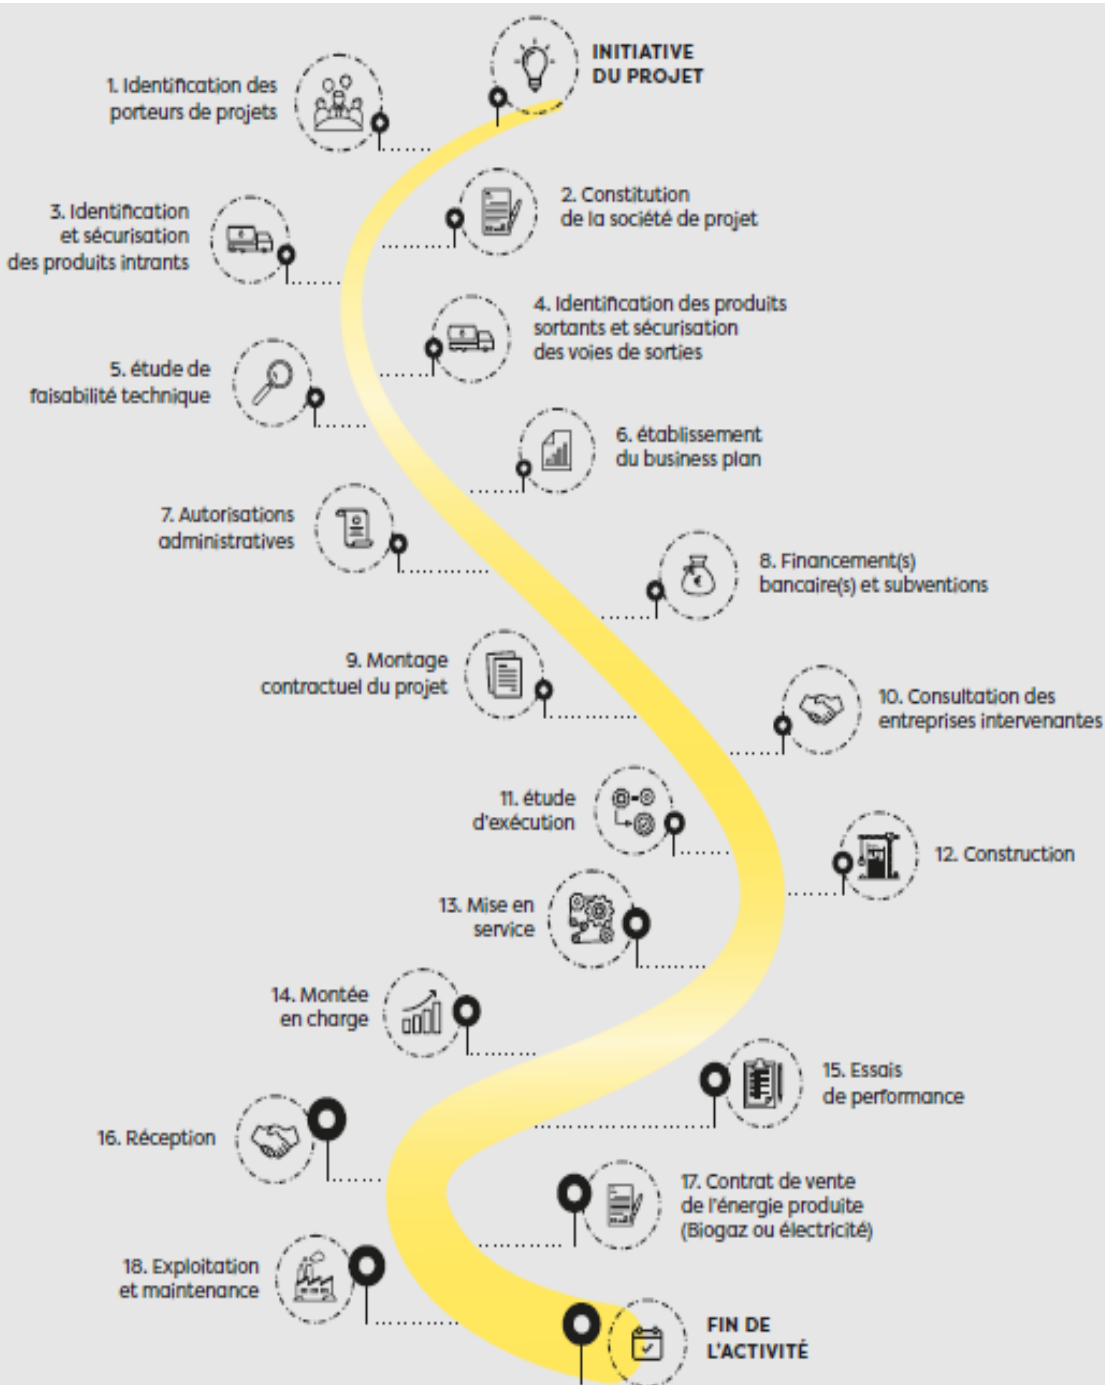 INITIATIVE
DU PROJET
1. Identification des
porteurs de projets
2. Constitution
de la société de projet
3. Identification
et sécurisation
des produits intrants
4. Identification des produits
sortants et sécurisation
des voies de sorties
5. étude de
faisabilité technique
6. établissement
du business plan
7. Autorisations
administratives
8. Financement(s)
bancaire(s) et subventions
9. Montage
contractuel du projet
10. Consultation des
entreprises intervenantes
11. étude
d'exécution
12. Construction
13. Mise en
service
14. Montée
en charge
15. Essais
de performance
16. Réception
17. Contrat de vente
de l'énergie produite
(Biogaz ou électricité)
18. Exploitation
et maintenance
FIN DE
L'ACTIVITÉ